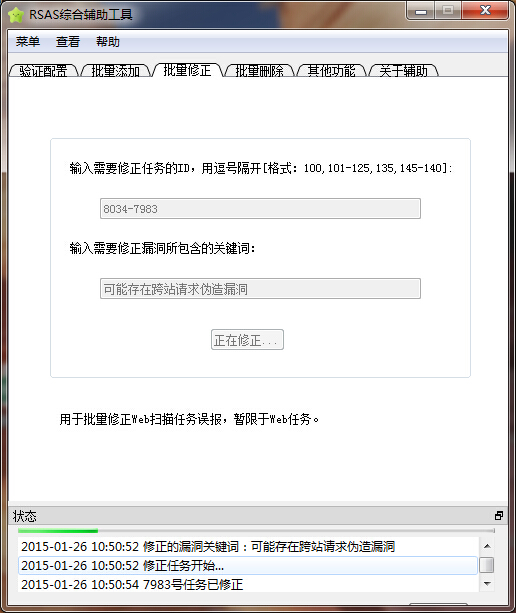 RSAS综合辅助工具
菜单 查看 帮助
验证配置 批量添加 批量修正 批量删除 其他功能 关于辅助
输入需要修正任务的ID，用逗号隔开[格式：100,101-125,135,145-140]:
8034-7983
输入需要修正漏洞所包含的关键词：
可能存在跨站请求伪造漏洞
正在修正...
用于批量修正Web扫描任务误报，暂限于Web任务。
状态
2015-01-26 10:50:52 修正的漏洞关键词：可能存在跨站请求伪造漏洞
2015-01-26 10:50:52 修正任务开始...
2015-01-26 10:50:54 7983号任务已修正